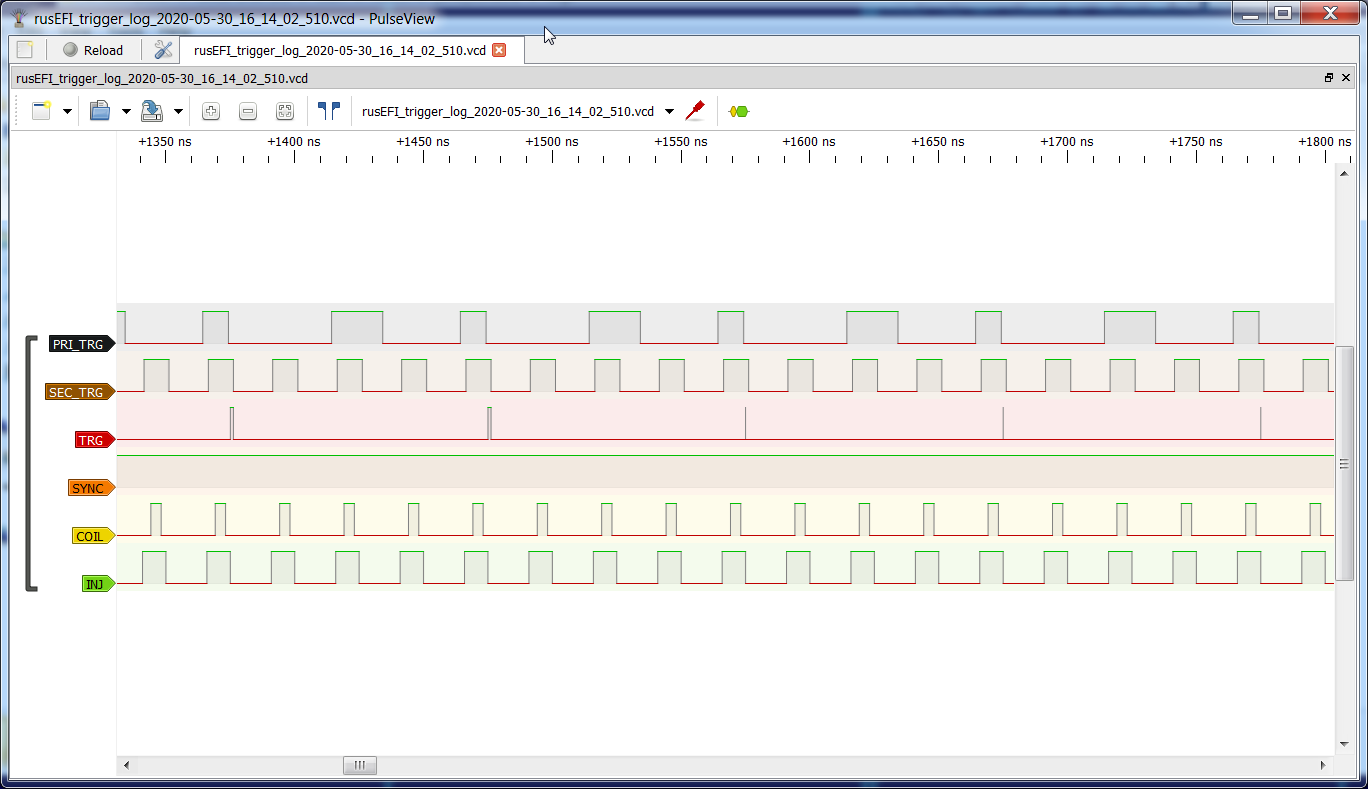 rusEFI_trigger_log_2020-05-30_16_14_02_510.vcd - PulseView
Reload
rusEFI_trigger_log_2020-05-30_16_14_02_510.vcd
rusEFI_trigger_log_2020-05-30_16_14_02_510.vcd
rusEFI_trigger_log_2020-05-30_16_14_02_510.vcd
+1350 ns +1400 ns +1450 ns +1500 ns +1550 ns +1600 ns +1650 ns +1700 ns +1750 ns +1800 ns
PRI_TRG
SEC_TRG
TRG
SYNC
COIL
INJ